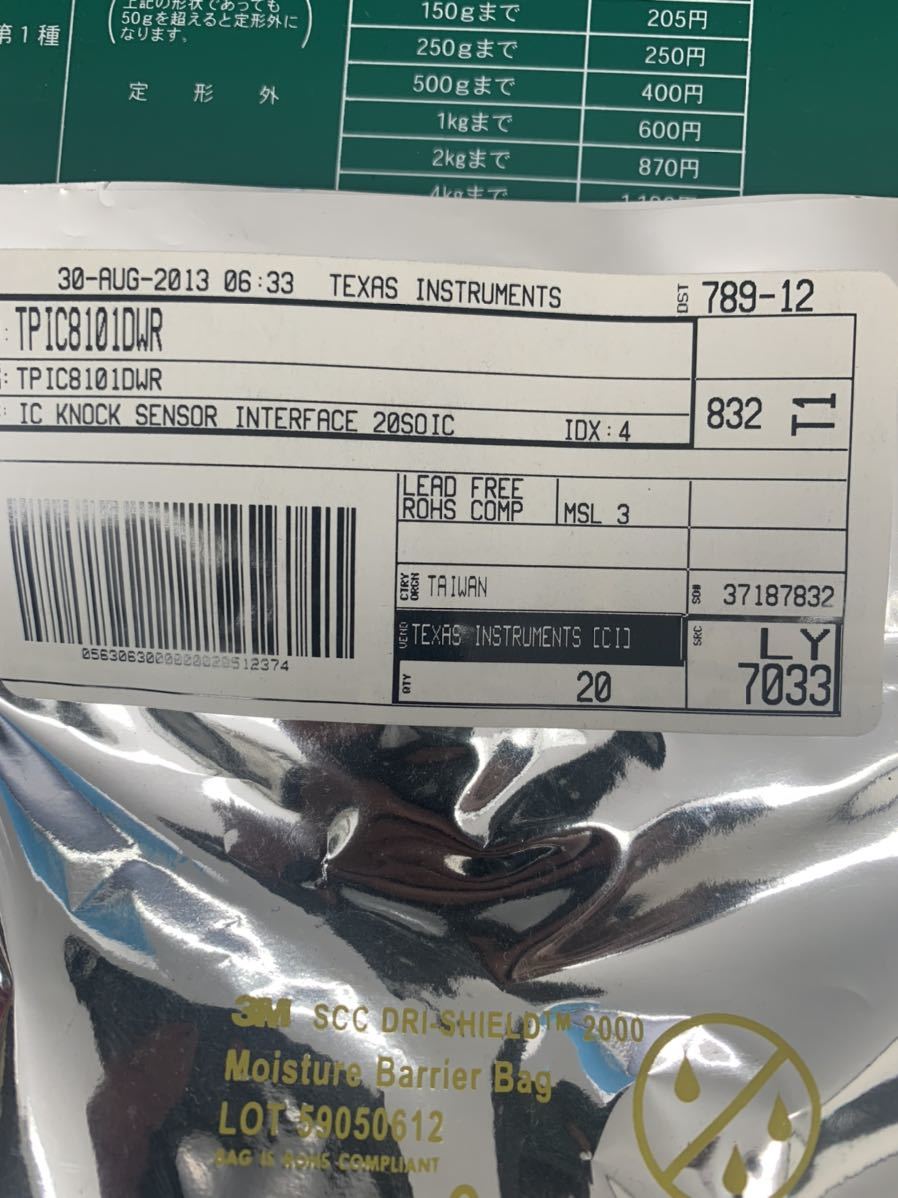 上記の形状であっても
50gを超えると定形外に
なります。
第1種
定形外
150gまで 205円
250gまで 250円
500gまで 400円
1kgまで 600円
2kgまで 870円
4kgまで
30-AUG-2013 06:33 TEXAS INSTRUMENTS
DST 789-12
: TPIC8101DWR
: TPIC8101DWR
: IC KNOCK SENSOR INTERFACE 20SOIC IDX:4
832 T1
LEAD FREE
ROHS COMP
MSL 3
CTRY ORGN TAIWAN
SO# 37187832
VEND TEXAS INSTRUMENTS [CI]
SRC LY
7033
QTY 20
3M SCC DRI-SHIELD™ 2000
Moisture Barrier Bag
LOT 59050612
BAG IS ROHS COMPLIANT